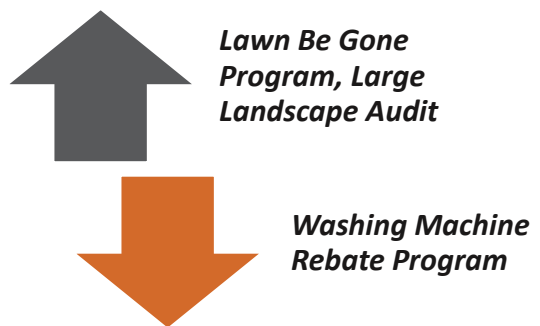 Lawn Be Gone
Program, Large
Landscape Audit
Washing Machine
Rebate Program